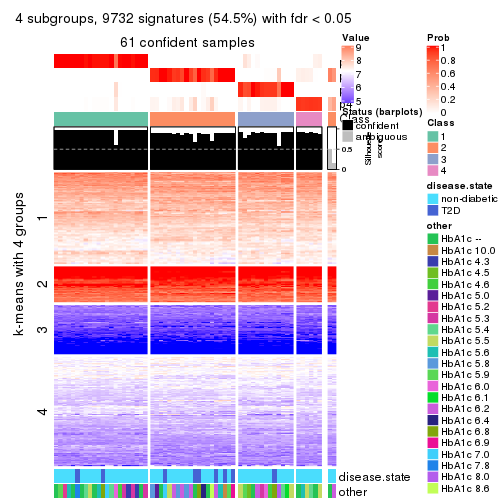 4 subgroups, 9732 signatures (54.5%) with fdr < 0.05
61 confident samples
k-means with 4 groups
1
2
3
4
p4
Class
Silhouette
score
0.5
0
disease.state
other
Value
9
8
7
6
5
Status (barplots)
confident
ambiguous
Prob
1
0.8
0.6
0.4
0.2
0
Class
1
2
3
4
disease.state
non-diabetic
T2D
other
HbA1c --
HbA1c 10.0
HbA1c 4.3
HbA1c 4.5
HbA1c 4.6
HbA1c 5.0
HbA1c 5.2
HbA1c 5.3
HbA1c 5.4
HbA1c 5.5
HbA1c 5.6
HbA1c 5.8
HbA1c 5.9
HbA1c 6.0
HbA1c 6.1
HbA1c 6.2
HbA1c 6.4
HbA1c 6.8
HbA1c 6.9
HbA1c 7.0
HbA1c 7.8
HbA1c 8.0
HbA1c 8.6